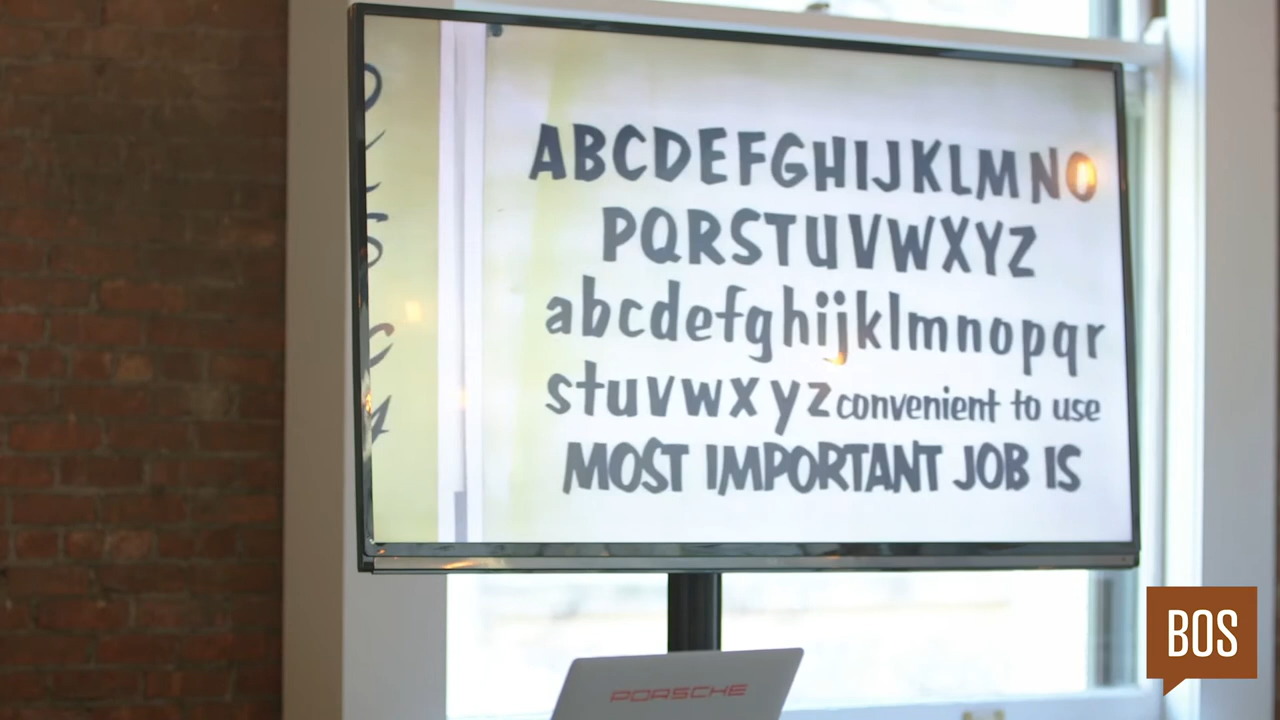 ABCDEFGHIJKLMNO
PQRSTUVWXYZ
abcdefghijklmnopqr
stuvwxyz convenient to use
MOST IMPORTANT JOB IS
PORSCHE
BOS